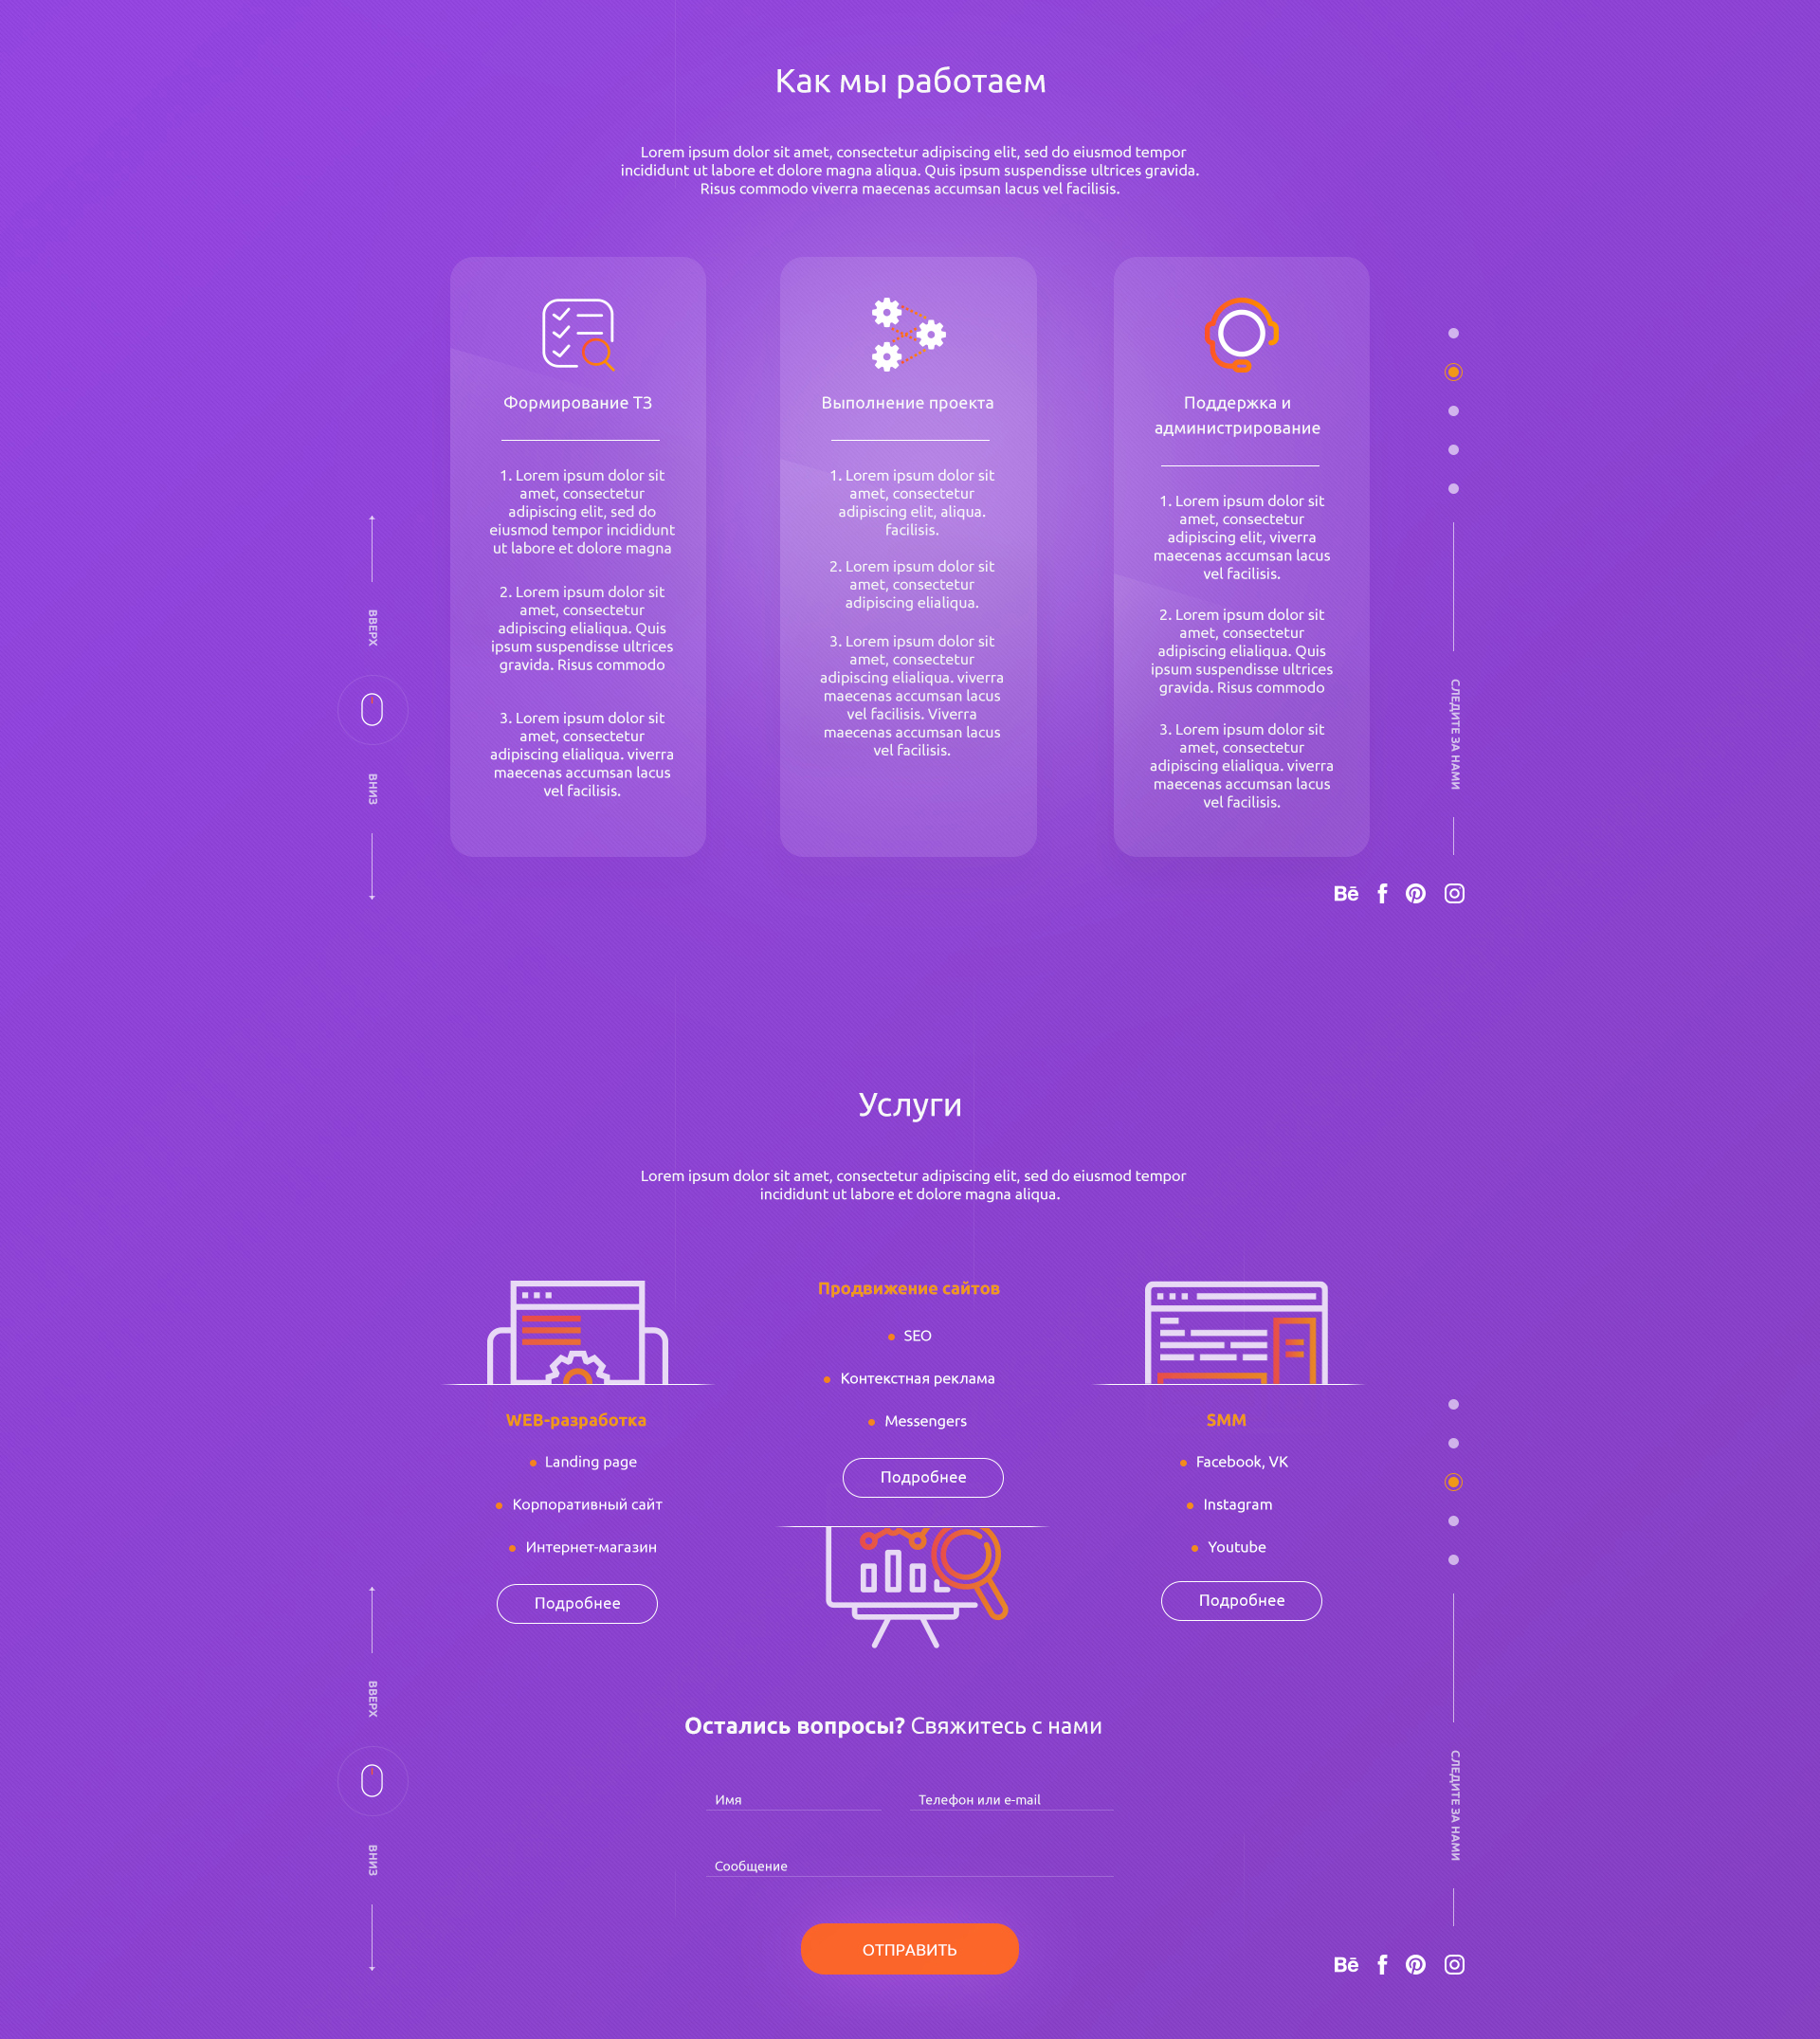 Как мы работаем
Lorem ipsum dolor sit amet, consectetur adipiscing elit, sed do eiusmod tempor
incididunt ut labore et dolore magna aliqua. Quis ipsum suspendisse ultrices gravida.
Risus commodo viverra maecenas accumsan lacus vel facilisis.
Формирование ТЗ
1. Lorem ipsum dolor sit
amet, consectetur
adipiscing elit, sed do
eiusmod tempor incididunt
ut labore et dolore magna
2. Lorem ipsum dolor sit
amet, consectetur
adipiscing elialiqua. Quis
ipsum suspendisse ultrices
gravida. Risus commodo
3. Lorem ipsum dolor sit
amet, consectetur
adipiscing elialiqua. viverra
maecenas accumsan lacus
vel facilisis.
Выполнение проекта
1. Lorem ipsum dolor sit
amet, consectetur
adipiscing elit, aliqua.
facilisis.
2. Lorem ipsum dolor sit
amet, consectetur
adipiscing elialiqua.
3. Lorem ipsum dolor sit
amet, consectetur
adipiscing elialiqua. viverra
maecenas accumsan lacus
vel facilisis. Viverra
maecenas accumsan lacus
vel facilisis.
Поддержка и
администрирование
1. Lorem ipsum dolor sit
amet, consectetur
adipiscing elit, viverra
maecenas accumsan lacus
vel facilisis.
2. Lorem ipsum dolor sit
amet, consectetur
adipiscing elialiqua. Quis
ipsum suspendisse ultrices
gravida. Risus commodo
3. Lorem ipsum dolor sit
amet, consectetur
adipiscing elialiqua. viverra
maecenas accumsan lacus
vel facilisis.
ВВЕРХ
ВНИЗ
СЛЕДИТЕ ЗА НАМИ
Bē
Услуги
Lorem ipsum dolor sit amet, consectetur adipiscing elit, sed do eiusmod tempor
incididunt ut labore et dolore magna aliqua.
WEB-разработка
Landing page
Корпоративный сайт
Интернет-магазин
Подробнее
Продвижение сайтов
SEO
Контекстная реклама
Messengers
Подробнее
SMM
Facebook, VK
Instagram
Youtube
Подробнее
ВВЕРХ
ВНИЗ
СЛЕДИТЕ ЗА НАМИ
Остались вопросы? Свяжитесь с нами
Имя
Телефон или e-mail
Сообщение
ОТПРАВИТЬ
Bē